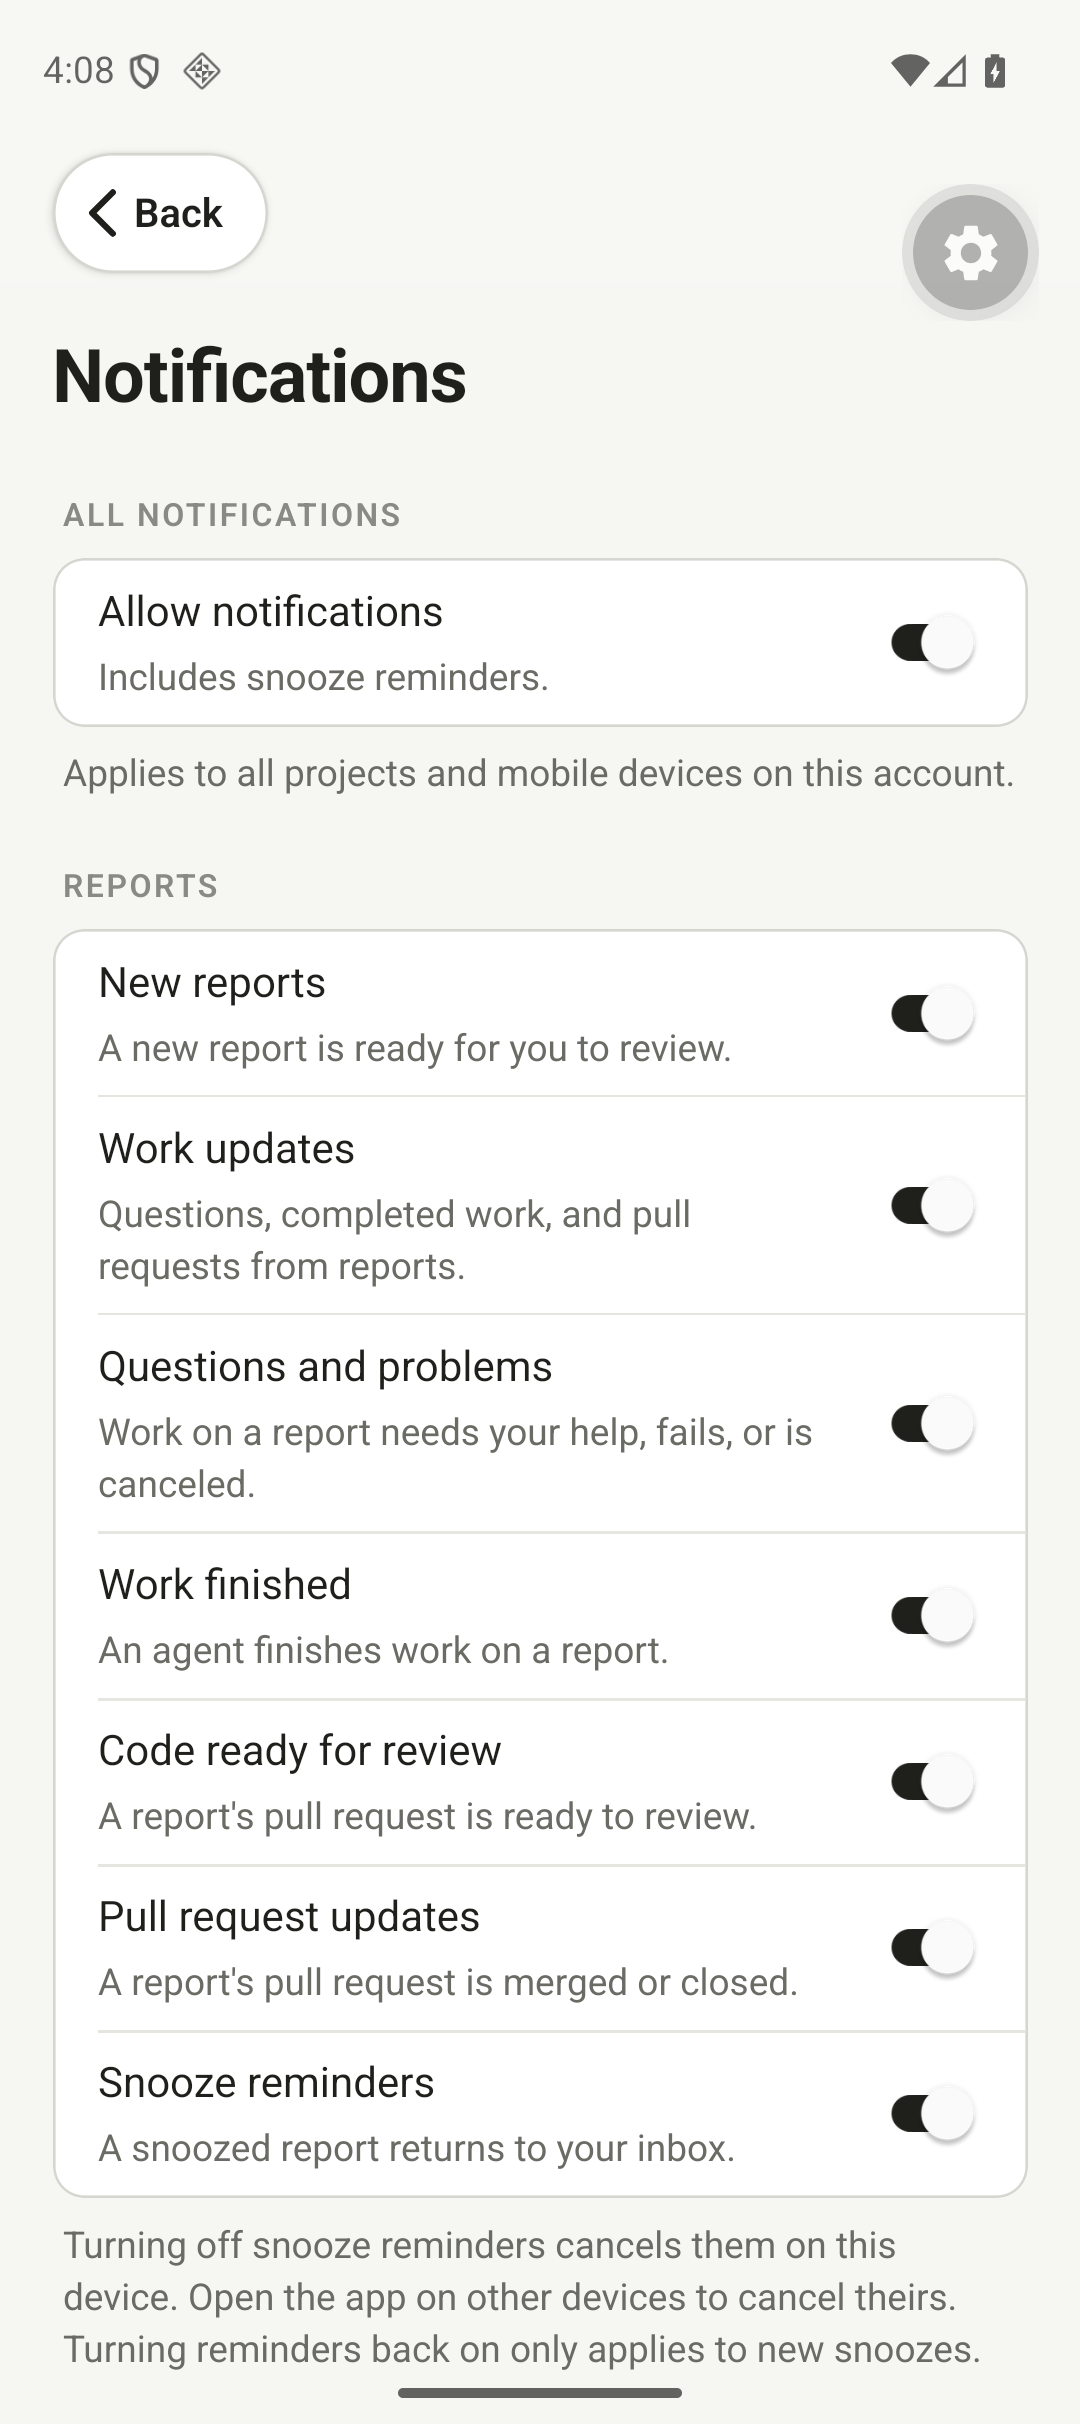 4:08
Back
Notifications
ALL NOTIFICATIONS
Allow notifications
Includes snooze reminders.
Applies to all projects and mobile devices on this account.
REPORTS
New reports
A new report is ready for you to review.
Work updates
Questions, completed work, and pull
requests from reports.
Questions and problems
Work on a report needs your help, fails, or is
canceled.
Work finished
An agent finishes work on a report.
Code ready for review
A report's pull request is ready to review.
Pull request updates
A report's pull request is merged or closed.
Snooze reminders
A snoozed report returns to your inbox.
Turning off snooze reminders cancels them on this
device. Open the app on other devices to cancel theirs.
Turning reminders back on only applies to new snoozes.